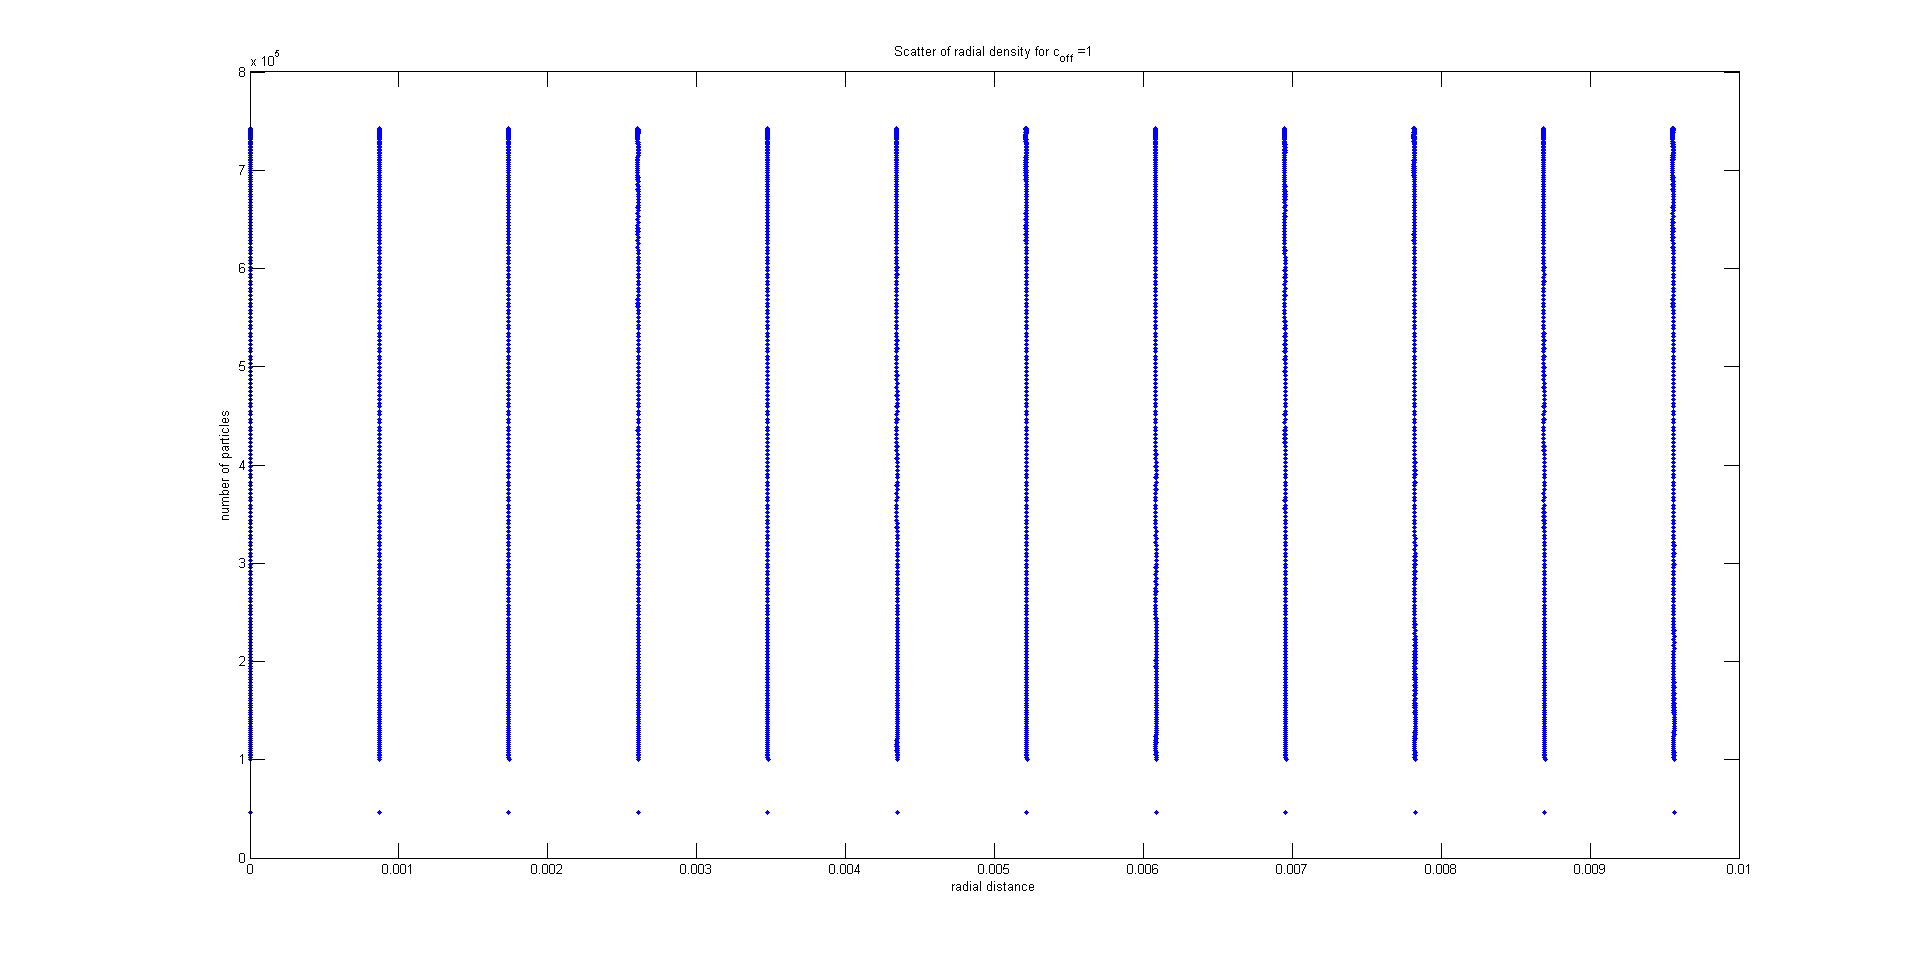 Scatter of radial density for c_off =1
x 10^5
8
7
6
5
4
3
2
1
0
number of particles
0 0.001 0.002 0.003 0.004 0.005 0.006 0.007 0.008 0.009 0.01
radial distance